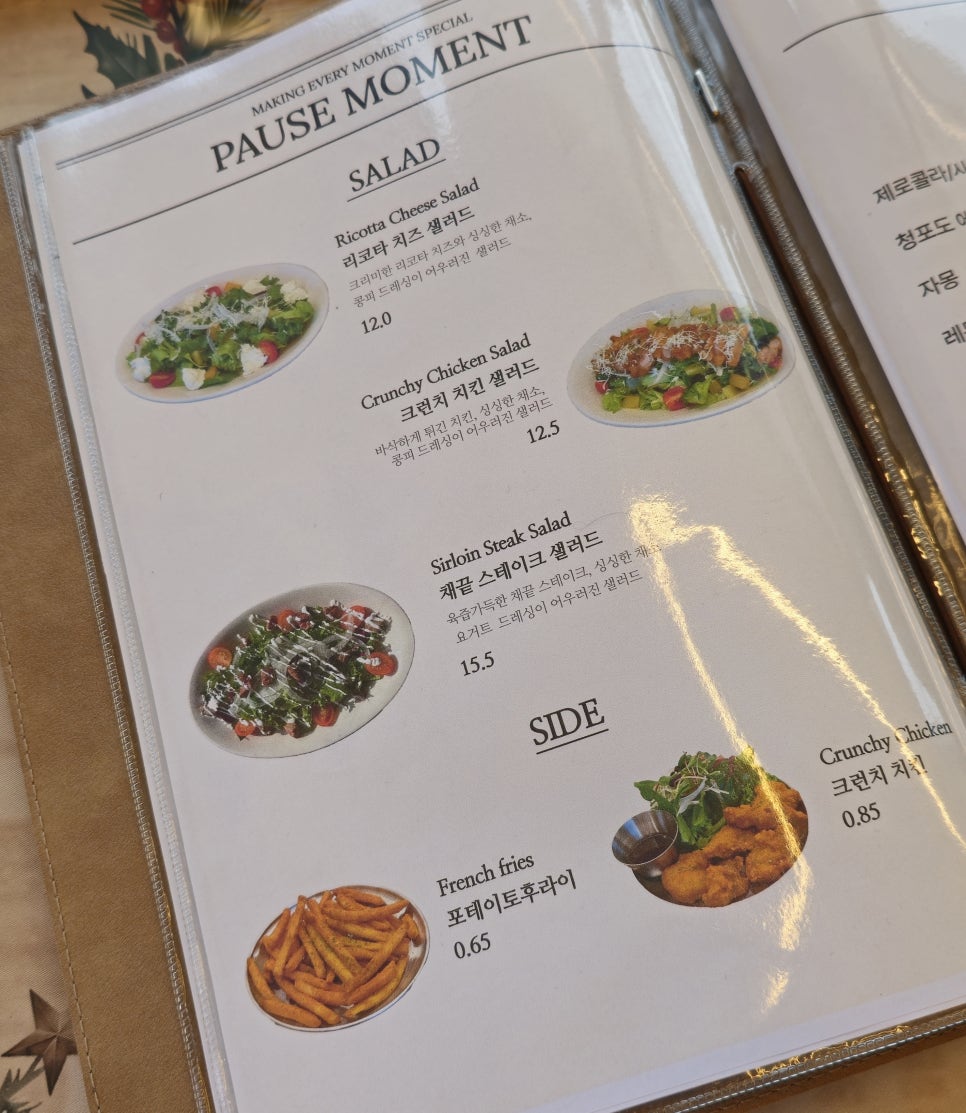 MAKING EVERY MOMENT SPECIAL
PAUSE MOMENT
SALAD
Ricotta Cheese Salad
리코타 치즈 샐러드
크리미한 리코타 치즈와 싱싱한 채소,
콩피 드레싱이 어우러진 샐러드
12.0
Crunchy Chicken Salad
크런치 치킨 샐러드
바삭하게 튀긴 치킨, 싱싱한 채소,
콩피 드레싱이 어우러진 샐러드
12.5
Sirloin Steak Salad
채끝 스테이크 샐러드
육즙가득한 채끝 스테이크, 싱싱한 채소
요거트 드레싱이 어우러진 샐러드
15.5
SIDE
Crunchy Chicken
크런치 치킨
0.85
French fries
포테이토후라이
0.65
제로콜라/
청포도
자몽